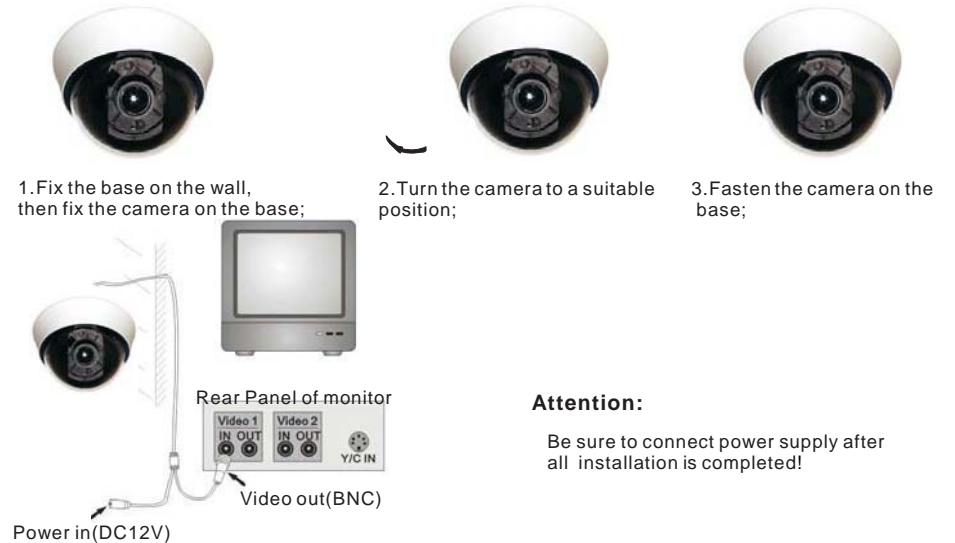 1.Fix the base on the wall,
then fix the camera on the base;
2.Turn the camera to a suitable
position;
3.Fasten the camera on the
base;
Rear Panel of monitor
Video 1
IN OUT
Video 2
IN OUT
Y/C IN
Video out(BNC)
Power in(DC12V)
Attention:
Be sure to connect power supply after
all installation is completed!